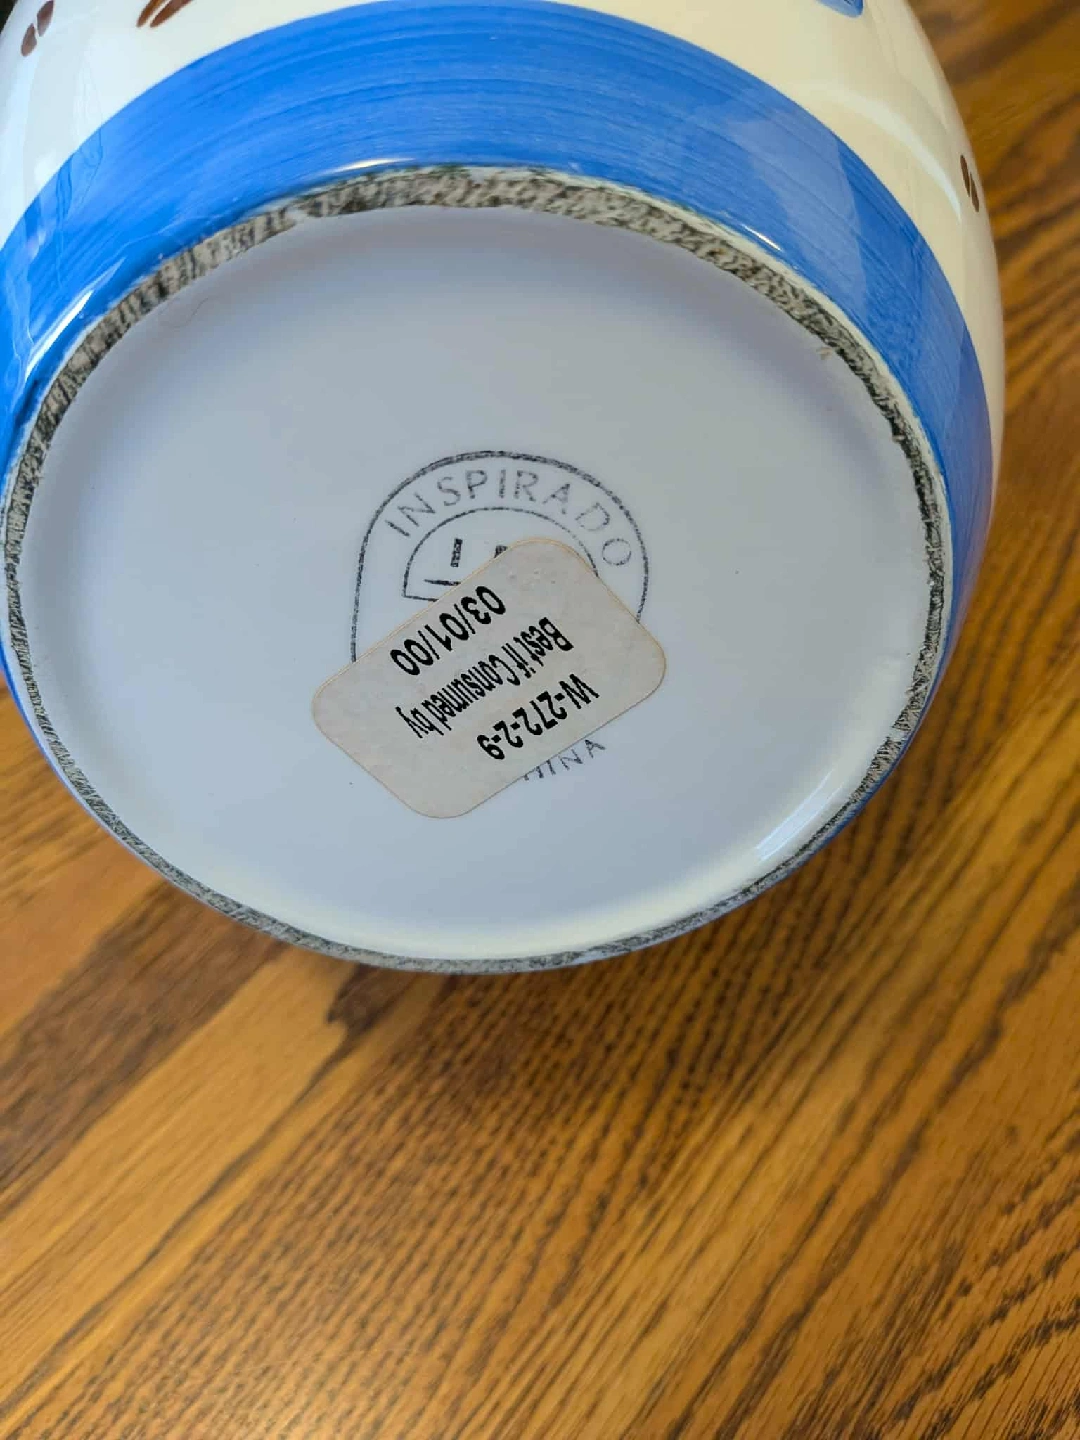 INSPIRADO
W-272-2-9
Best if Consumed by
03/01/00
HINA